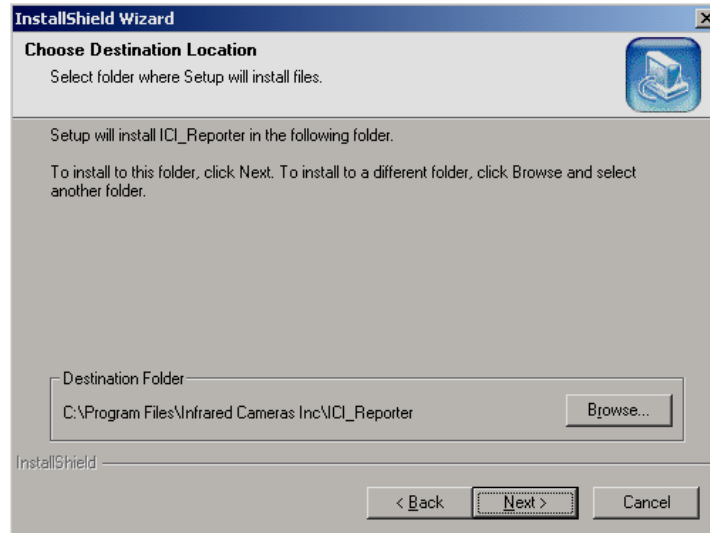 InstallShield Wizard
Choose Destination Location
Select folder where Setup will install files.
Setup will install ICI_Reporter in the following folder.
To install to this folder, click Next. To install to a different folder, click Browse and select
another folder.
Destination Folder
C:\Program Files\Infrared Cameras Inc\ICI_Reporter
Browse...
InstallShield
< Back
Next >
Cancel